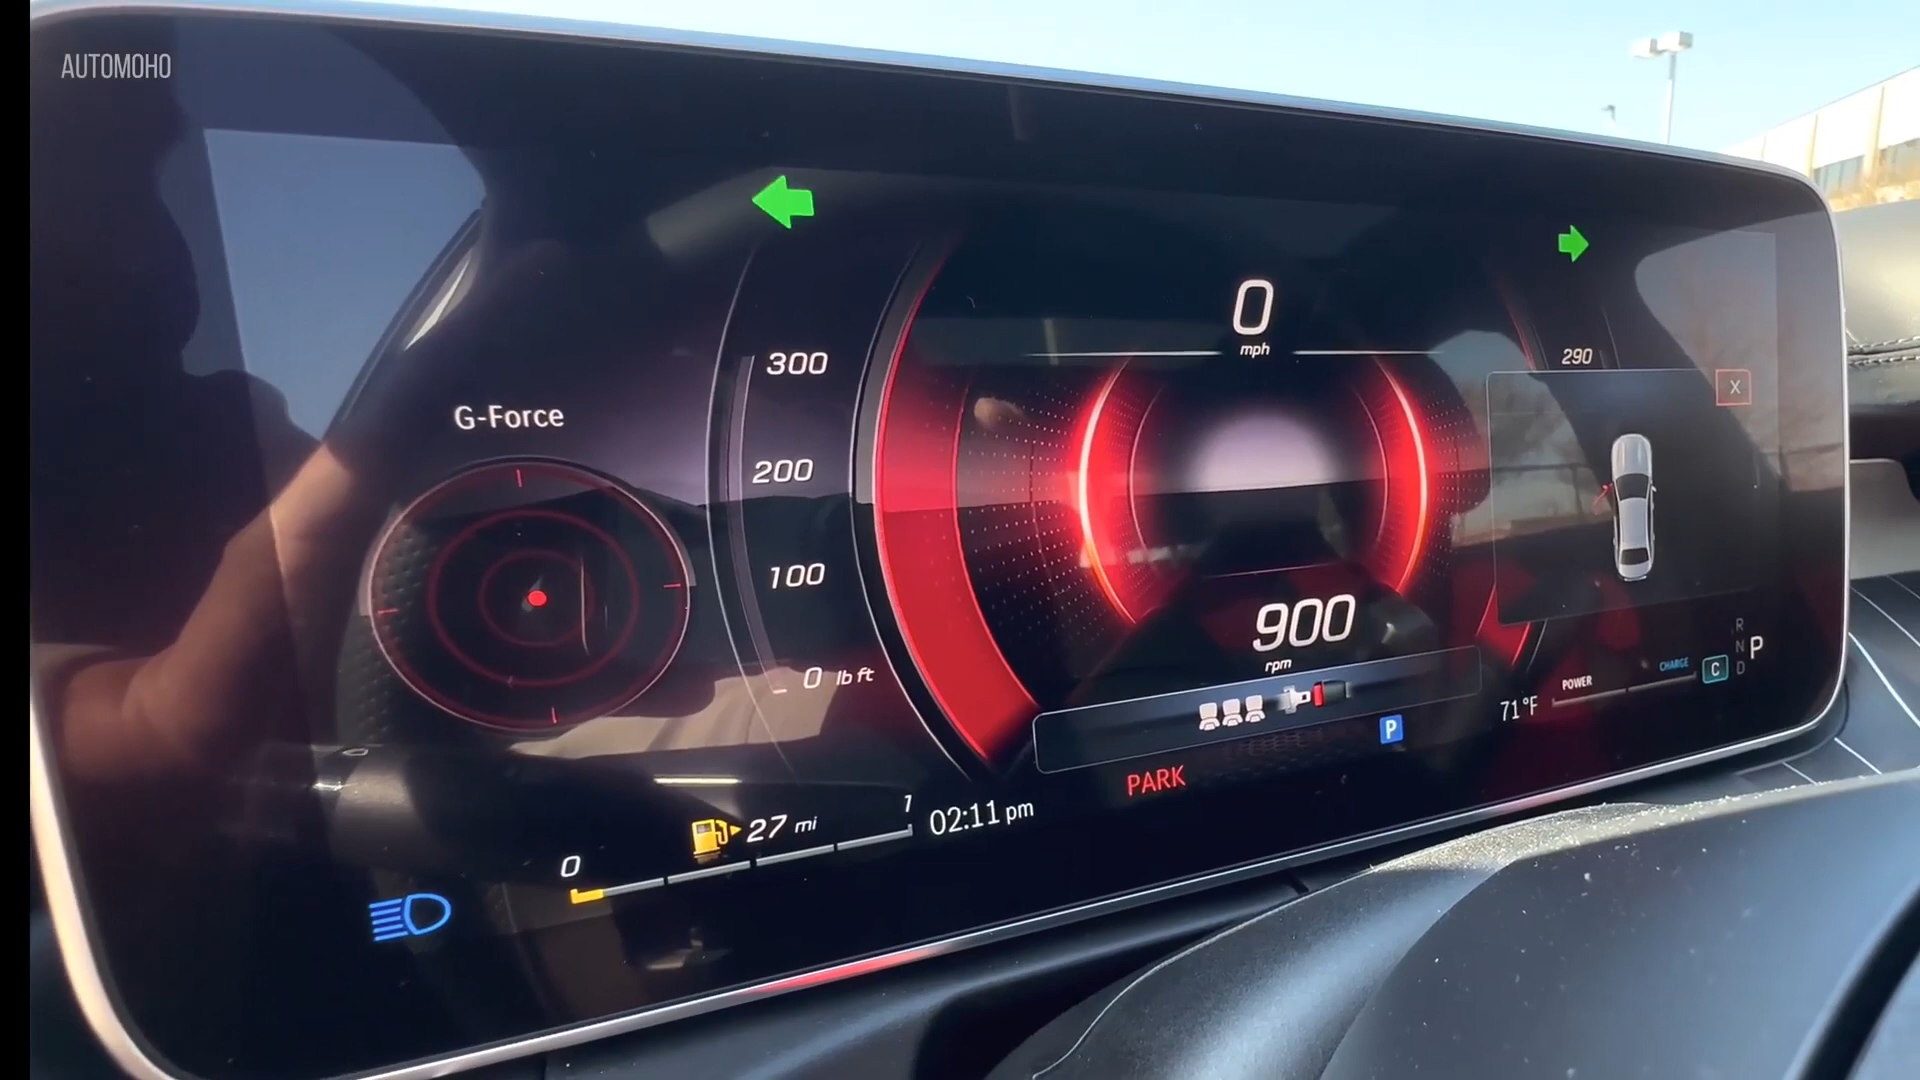 AUTOMOHO
0
mph
300
290
X
G-Force
200
100
900
rpm
0 lb ft
R
N
D
P
C
CHARGE
POWER
71°F
P
PARK
27 mi
1
02:11 pm
0